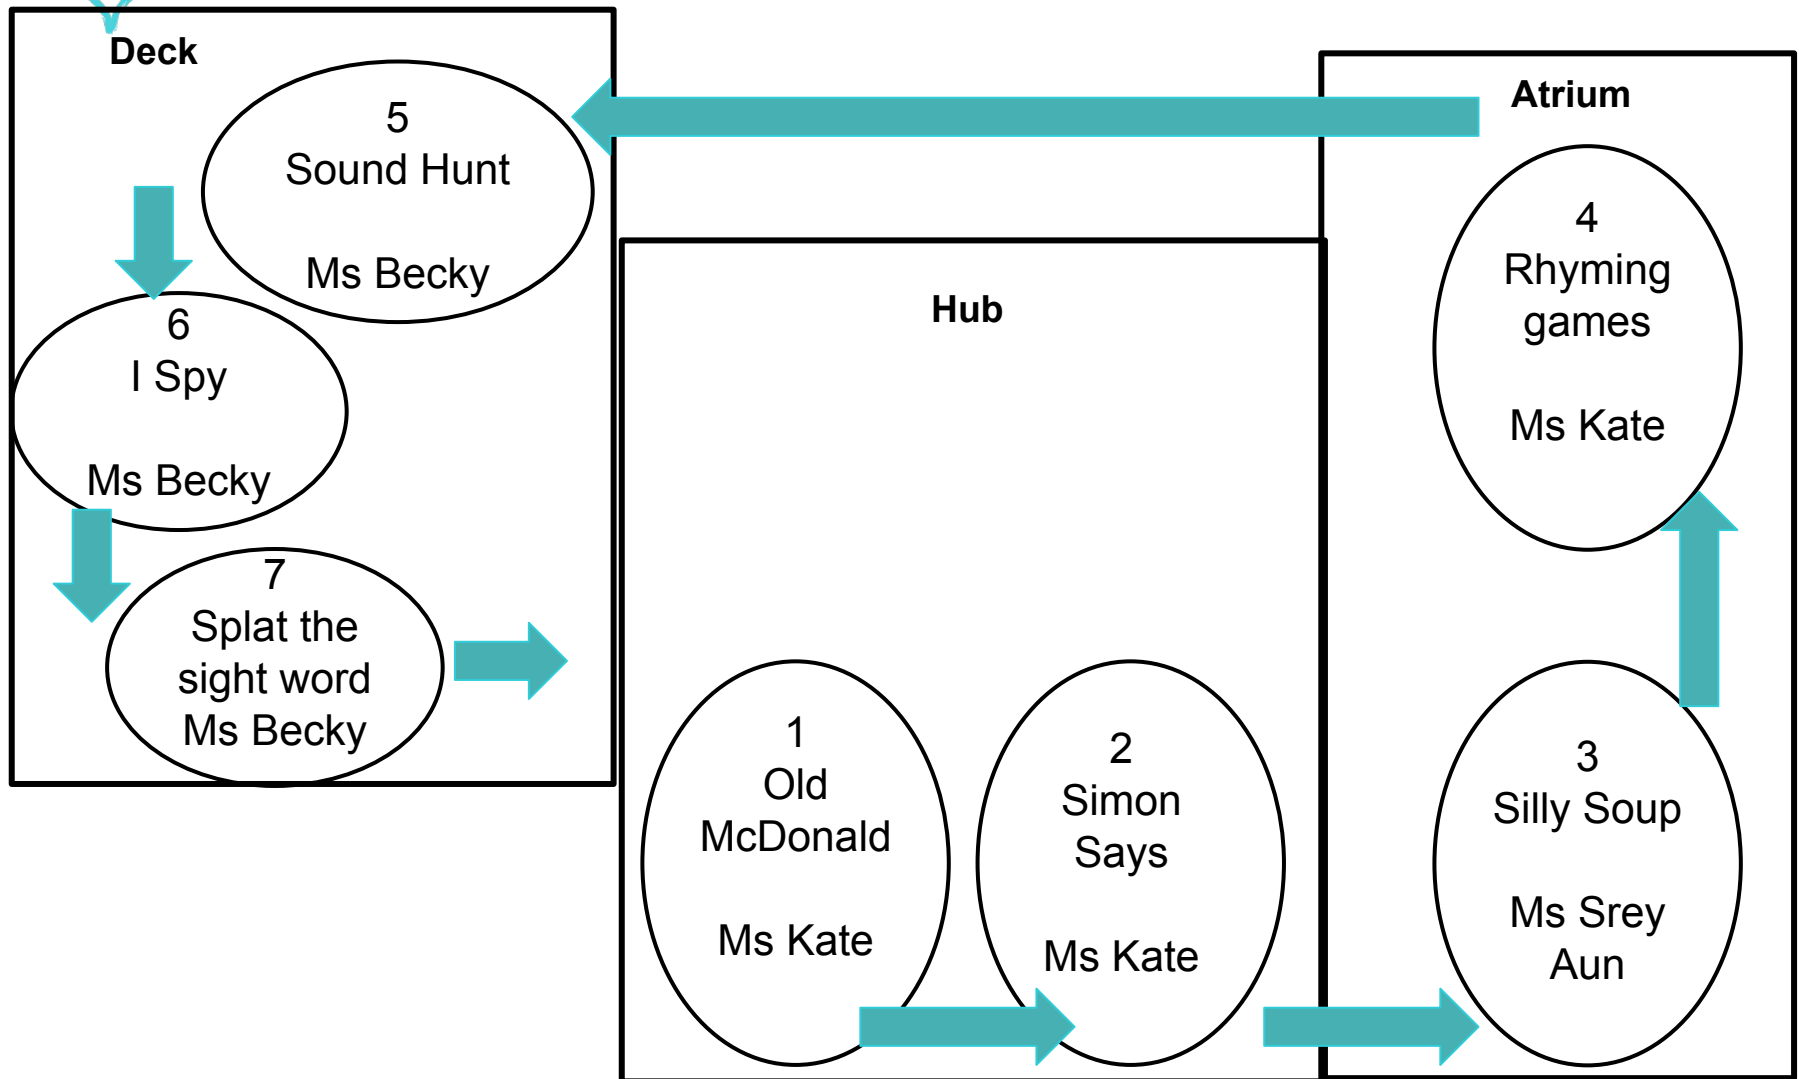 Deck
5
Sound Hunt
Ms Becky
6
I Spy
Ms Becky
7
Splat the
sight word
Ms Becky
Hub
1
Old
McDonald
Ms Kate
2
Simon
Says
Ms Kate
Atrium
4
Rhyming
games
Ms Kate
3
Silly Soup
Ms Srey
Aun